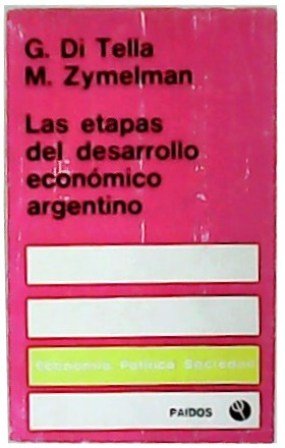 G. Di Tella
M. Zymelman
Las etapas
del desarrollo
económico
argentino
Economía Política Sociedad
PAIDOS